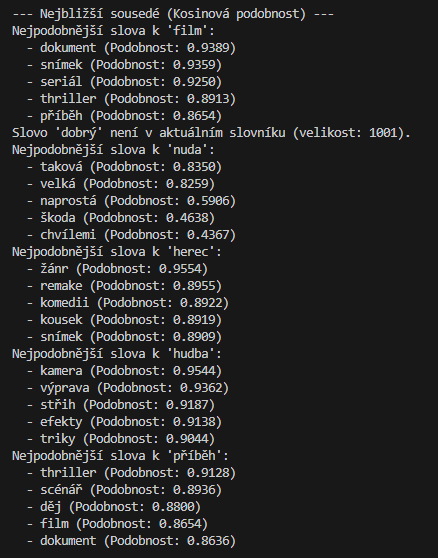 --- Nejbližší sousedé (Kosinová podobnost) ---
Nejpodobnější slova k 'film':
  - dokument (Podobnost: 0.9389)
  - snímek (Podobnost: 0.9359)
  - seriál (Podobnost: 0.9250)
  - thriller (Podobnost: 0.8913)
  - příběh (Podobnost: 0.8654)
Slovo 'dobrý' není v aktuálním slovníku (velikost: 1001).
Nejpodobnější slova k 'nuda':
  - taková (Podobnost: 0.8350)
  - velká (Podobnost: 0.8259)
  - naprostá (Podobnost: 0.5906)
  - škoda (Podobnost: 0.4638)
  - chvílemi (Podobnost: 0.4367)
Nejpodobnější slova k 'herec':
  - žánr (Podobnost: 0.9554)
  - remake (Podobnost: 0.8955)
  - komedii (Podobnost: 0.8922)
  - kousek (Podobnost: 0.8919)
  - snímek (Podobnost: 0.8909)
Nejpodobnější slova k 'hudba':
  - kamera (Podobnost: 0.9544)
  - výprava (Podobnost: 0.9362)
  - střih (Podobnost: 0.9187)
  - efekty (Podobnost: 0.9138)
  - triky (Podobnost: 0.9044)
Nejpodobnější slova k 'příběh':
  - thriller (Podobnost: 0.9128)
  - scénář (Podobnost: 0.8936)
  - děj (Podobnost: 0.8800)
  - film (Podobnost: 0.8654)
  - dokument (Podobnost: 0.8636)